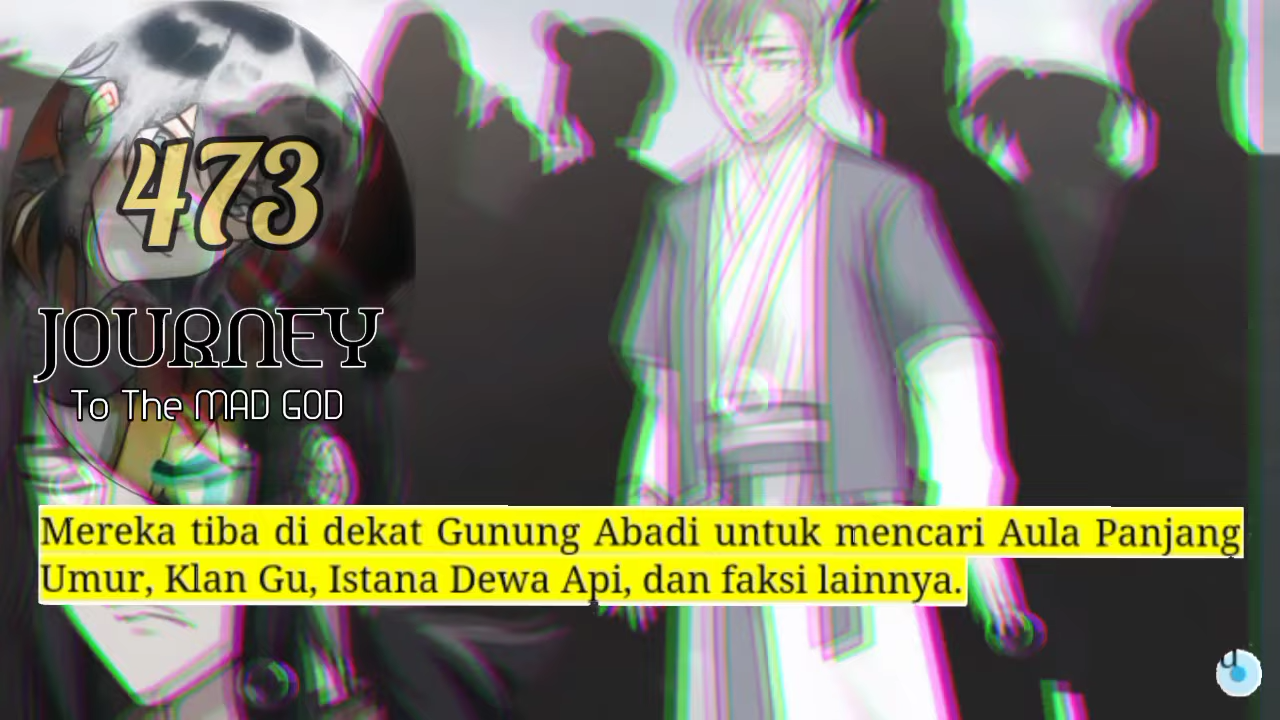 473
JOURNEY
To The MAD GOD
Mereka tiba di dekat Gunung Abadi untuk mencari Aula Panjang
Umur, Klan Gu, Istana Dewa Api, dan faksi lainnya.